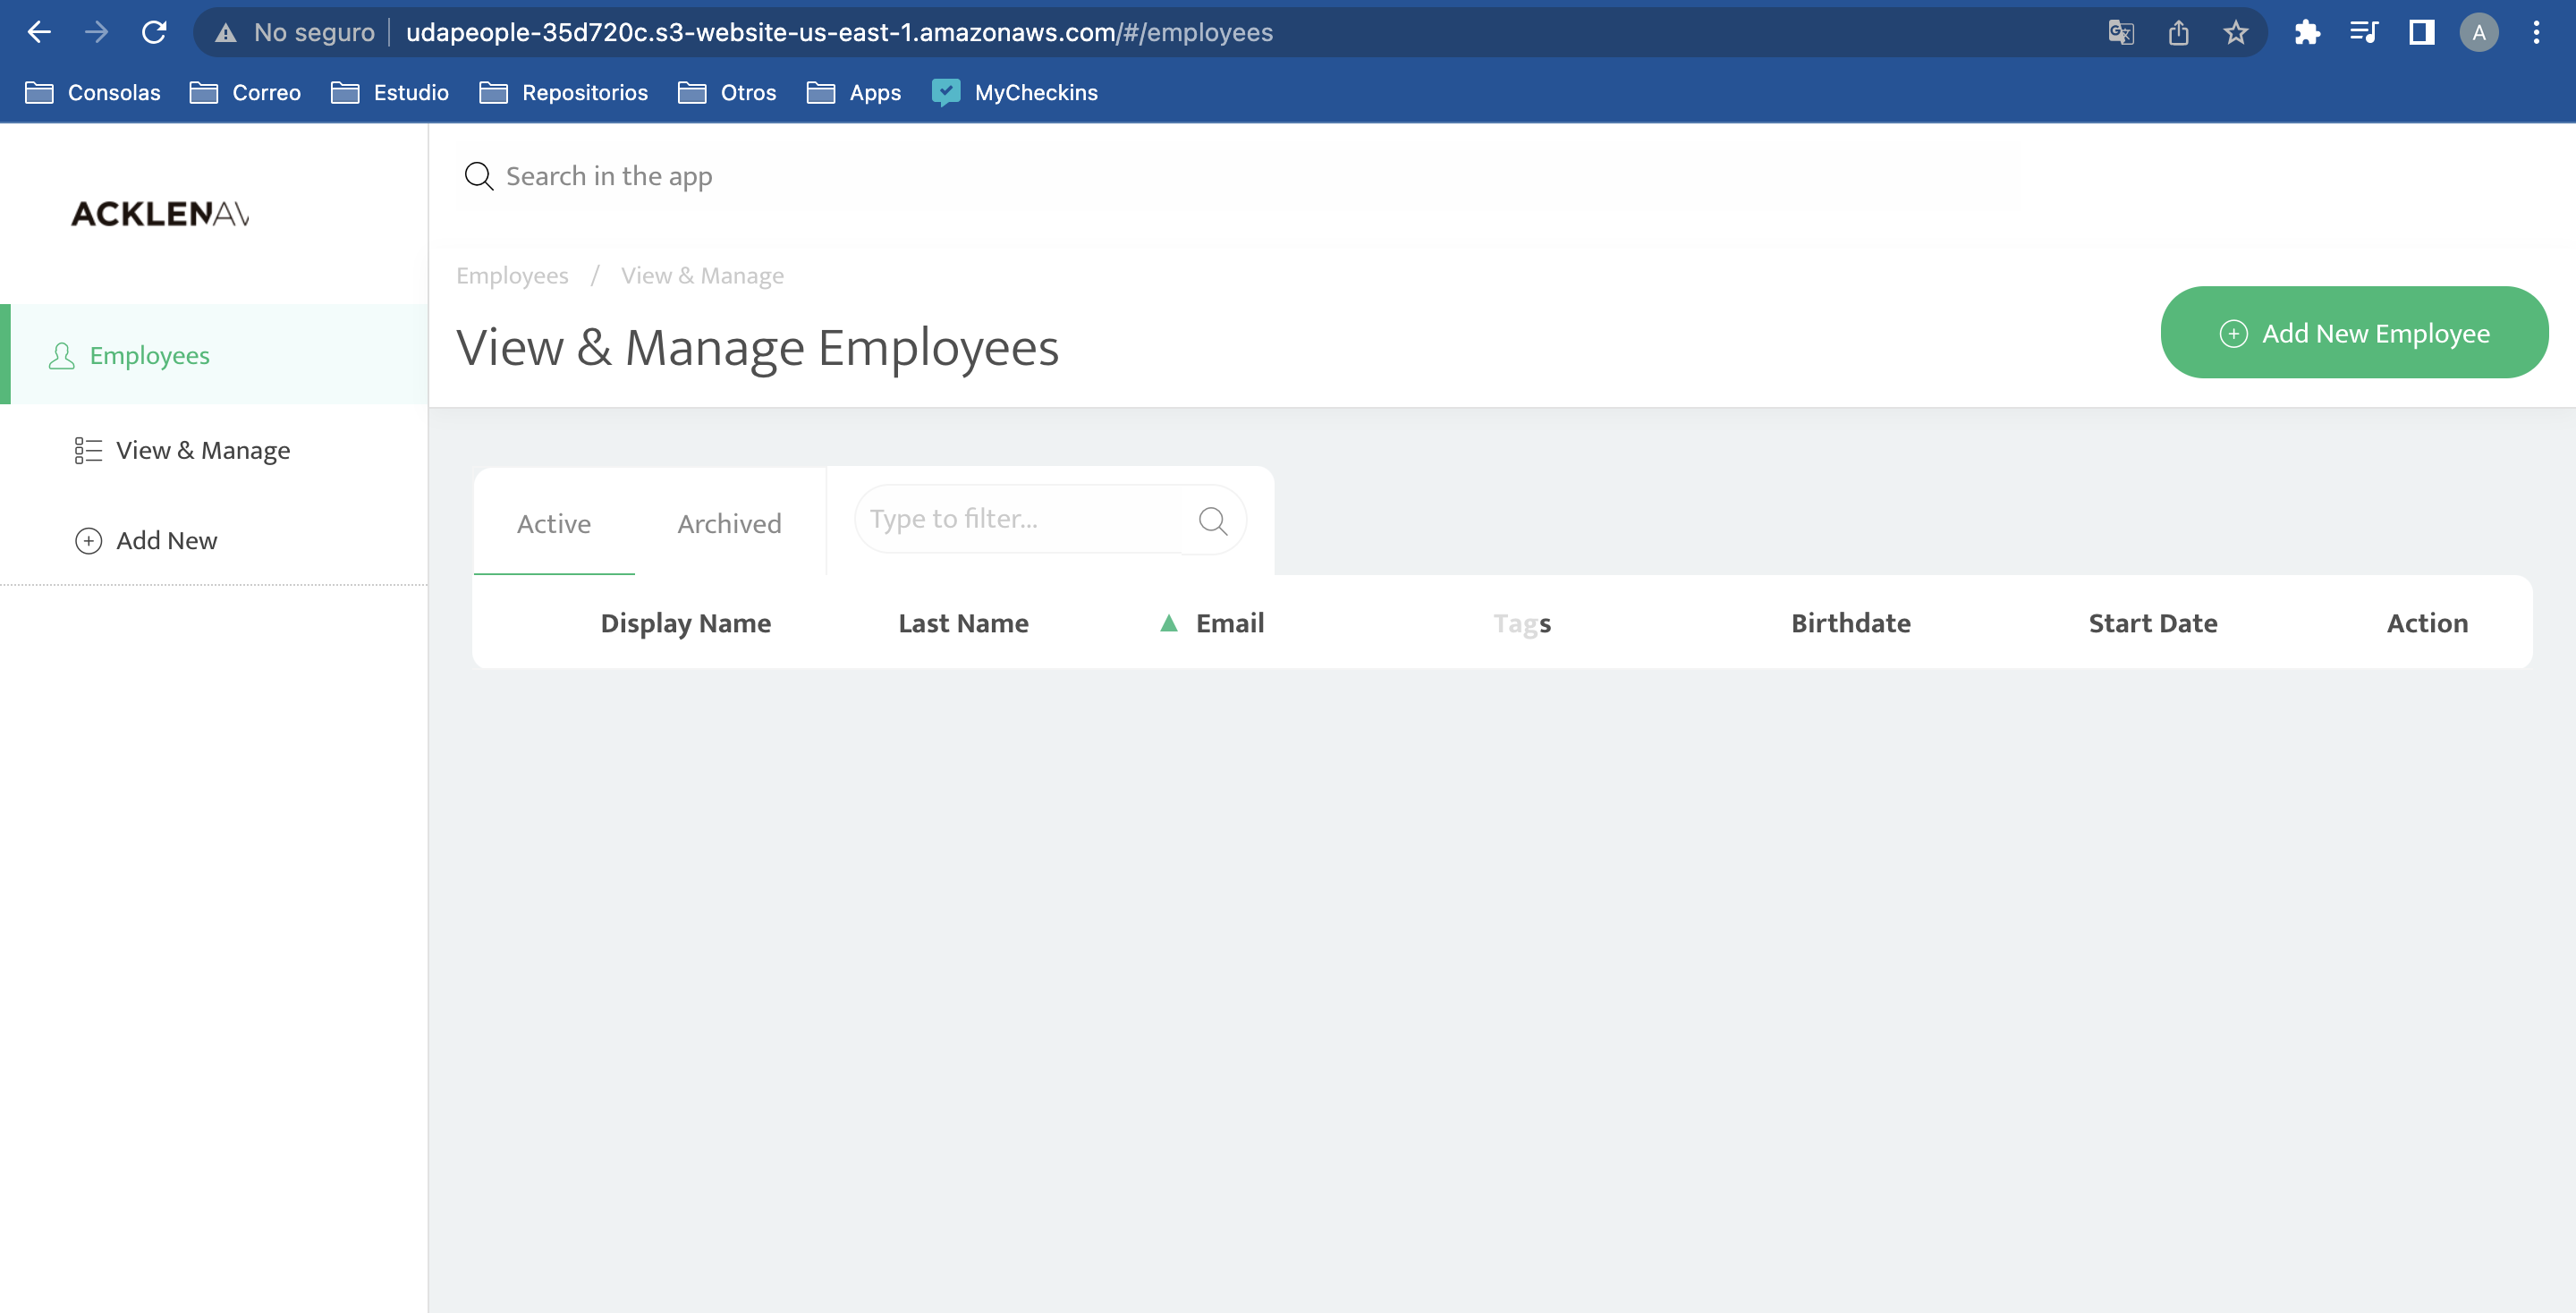 No seguro udapeople-35d720c.s3-website-us-east-1.amazonaws.com/#/employees A
Consolas Correo Estudio Repositorios Otros Apps MyCheckins
Search in the app
ACKLENAV
Employees / View & Manage
View & Manage Employees
Add New Employee
Employees
View & Manage
Add New
Active Archived Type to filter...
Display Name Last Name ▲ Email Tags Birthdate Start Date Action